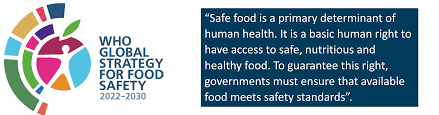 WHO
GLOBAL
STRATEGY
FOR FOOD
SAFETY
2022-2030
“Safe food is a primary determinant of
human health. It is a basic human right to
have access to safe, nutritious and
healthy food. To guarantee this right,
governments must ensure that available
food meets safety standards”.